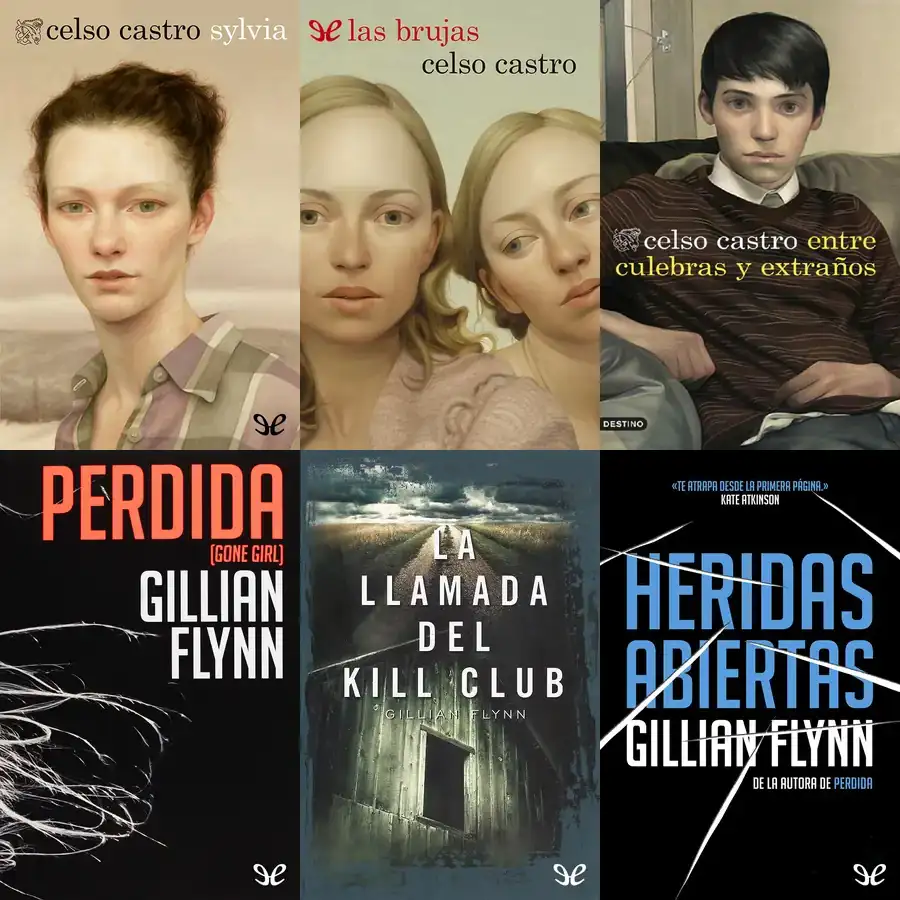 celso castro sylvia
las brujas
celso castro
celso castro entre
culebras y extraños
DESTINO
PERDIDA
(GONE GIRL)
GILLIAN
FLYNN
LA
LLAMADA
DEL
KILL CLUB
GILLIAN FLYNN
«TE ATRAPA DESDE LA PRIMERA PÁGINA.»
KATE ATKINSON
HERIDAS
ABIERTAS
GILLIAN FLYNN
DE LA AUTORA DE PERDIDA